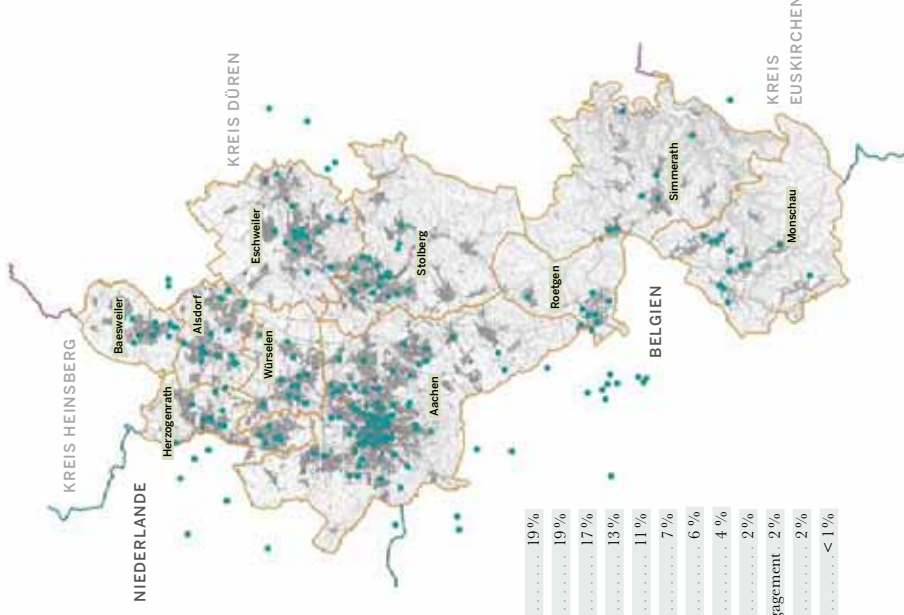 KREIS HEINSBERG
NIEDERLANDE
KREIS DÜREN
Baesweiler
Alsdorf
Herzogenrath
Würselen
Eschweiler
Aachen
Stolberg
Roetgen
BELGIEN
Simmerath
Monschau
KREIS
EUSKIRCHEN
19 %
19 %
17 %
13 %
11 %
7 %
6 %
4 %
2 %
gagement . 2 %
2 %
< 1 %